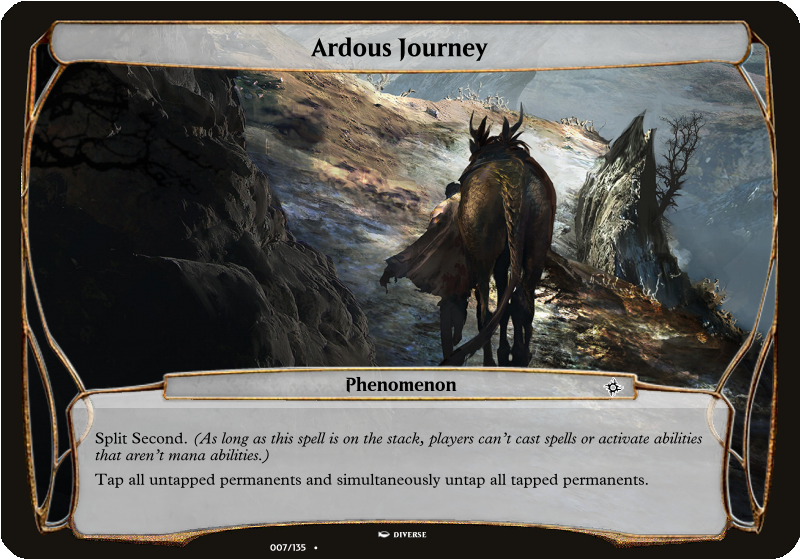 Ardous Journey
Phenomenon
Split Second. (As long as this spell is on the stack, players can't cast spells or activate abilities
that aren't mana abilities.)
Tap all untapped permanents and simultaneously untap all tapped permanents.
DIVERSE
007/135 •